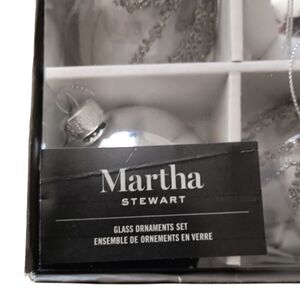 Martha
STEWART
GLASS ORNAMENTS SET
ENSEMBLE DE ORNEMENTS EN VERRE